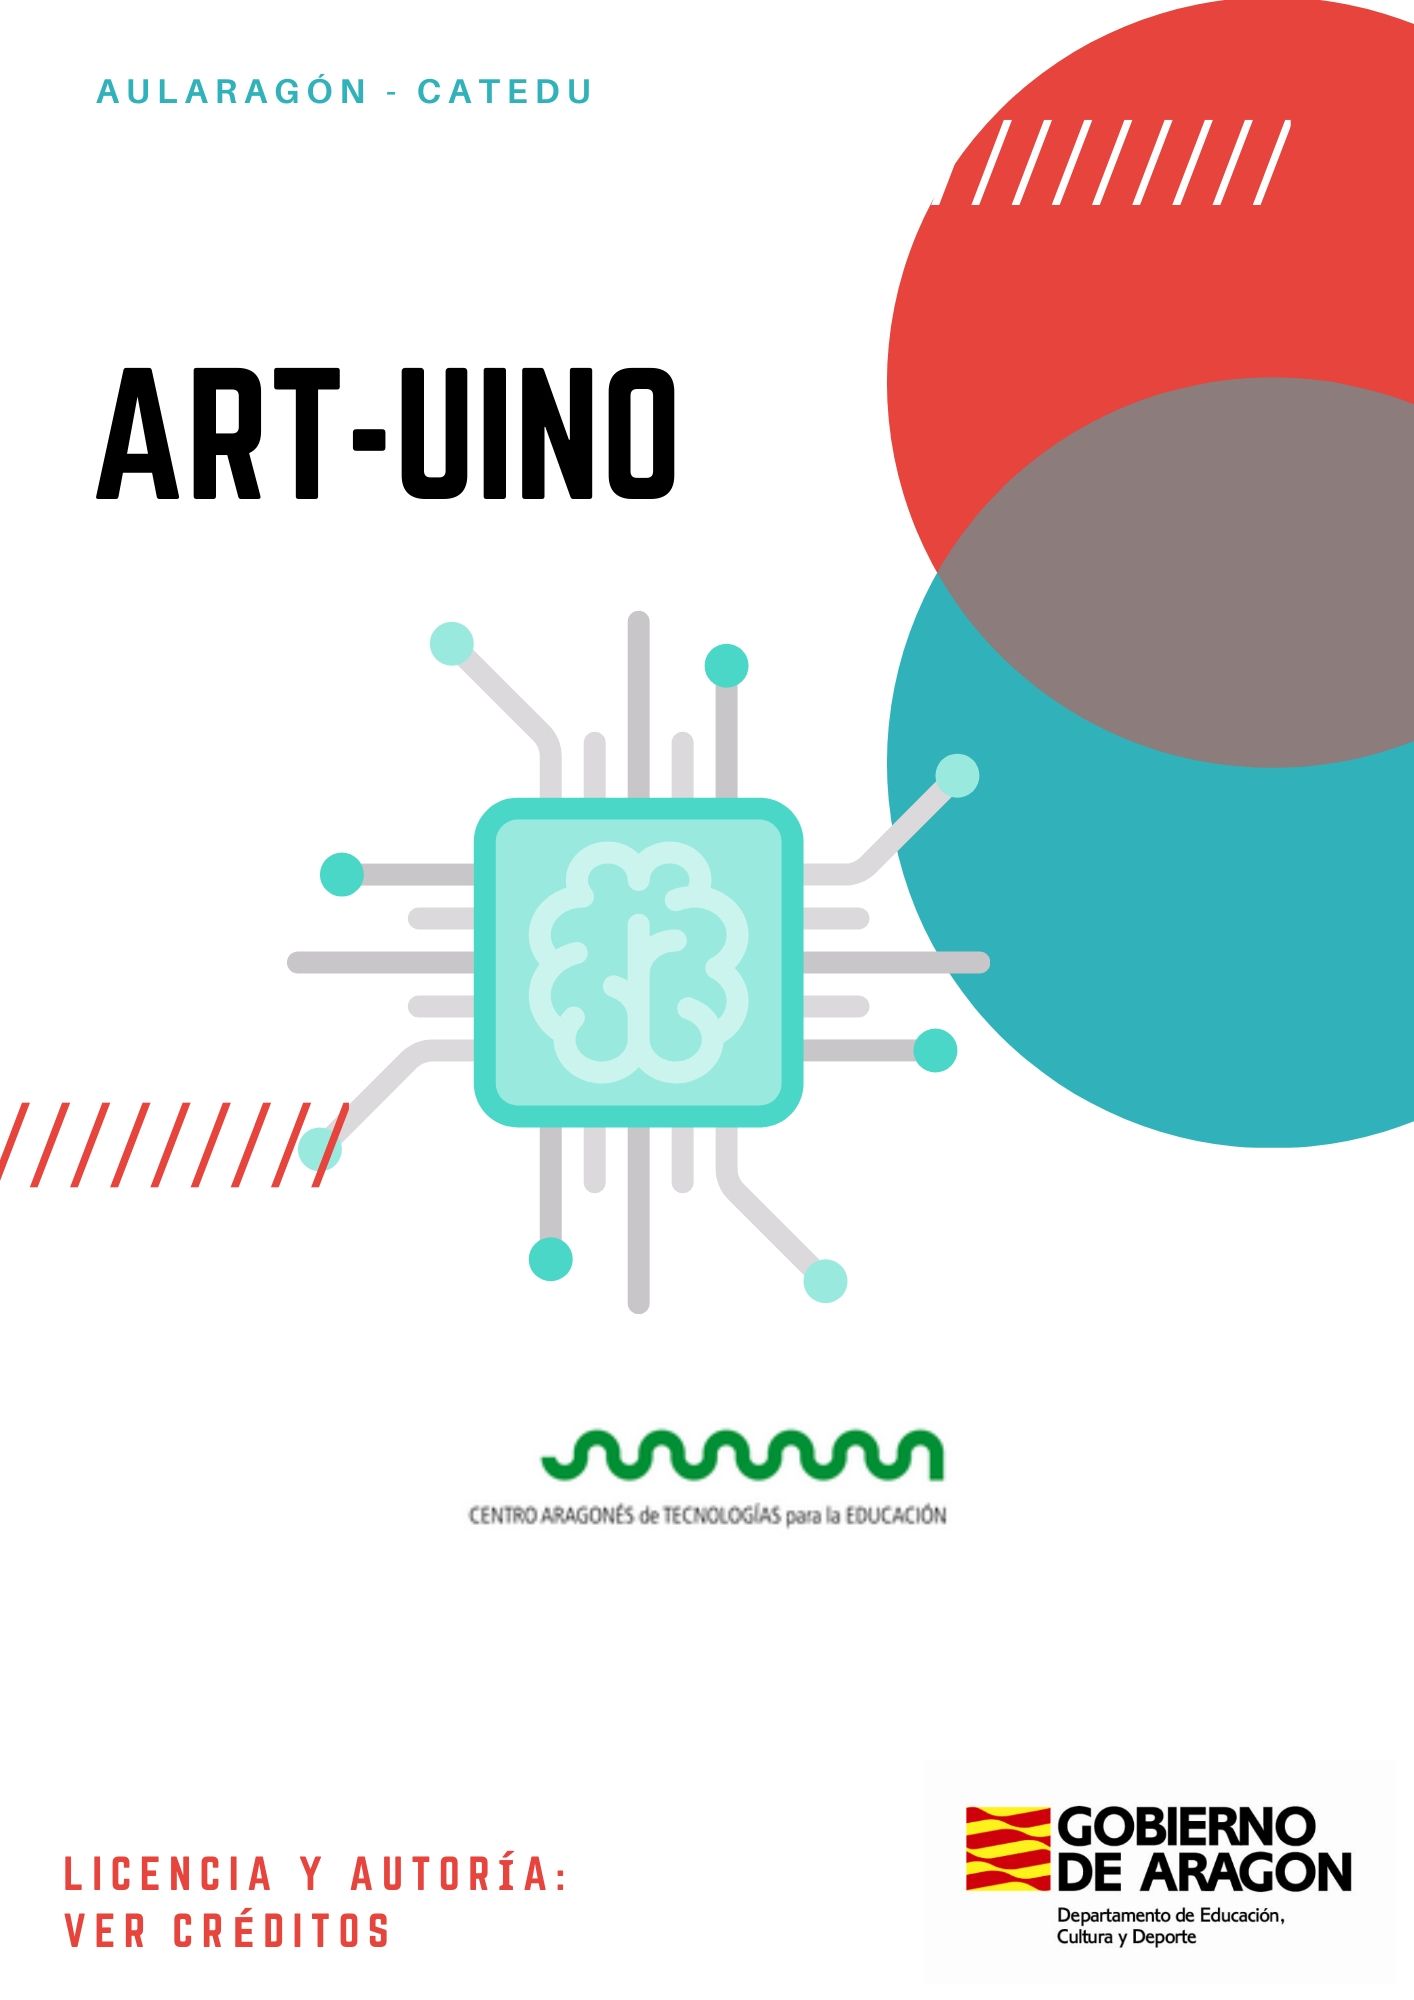 AULARAGÓN - CATEDU
ART-UINO
CENTRO ARAGONÉS de TECNOLOGÍAS para la EDUCACIÓN
LICENCIA Y AUTORÍA:
VER CRÉDITOS
GOBIERNO
DE ARAGON
Departamento de Educación,
Cultura y Deporte